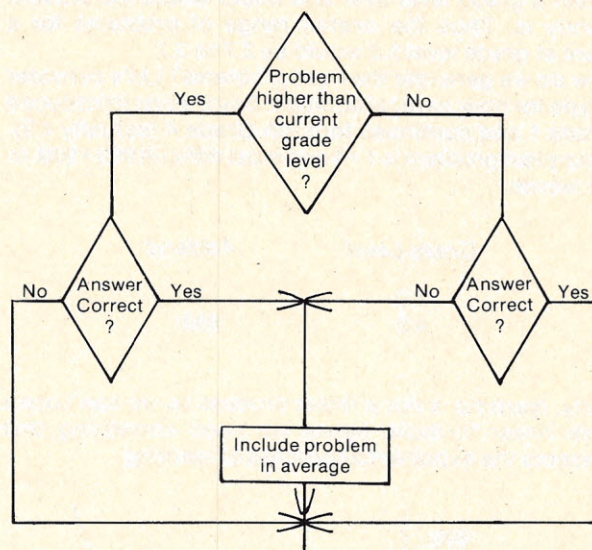 Problem
higher than
current
grade
level
?
Yes
No
Answer
Correct
?
No
Yes
Answer
Correct
?
No
Yes
Include problem
in average